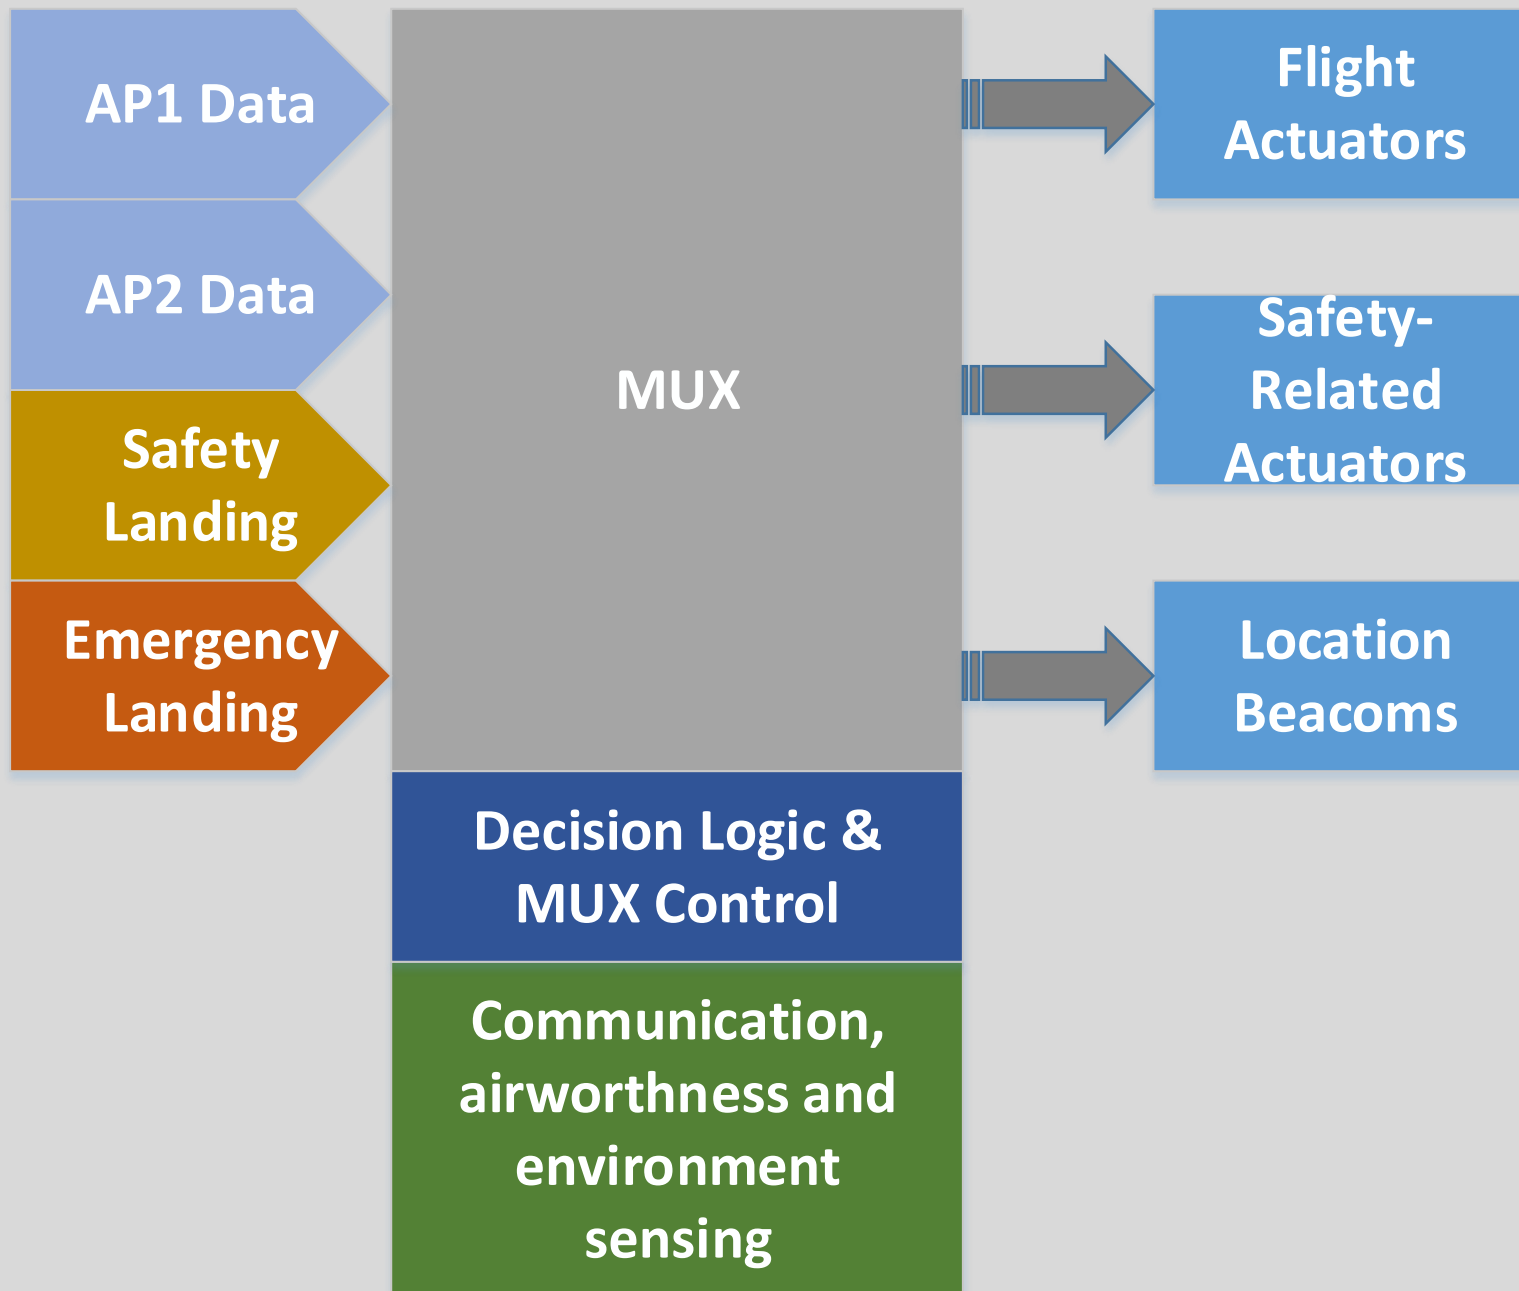 AP1 Data
AP2 Data
Safety
Landing
Emergency
Landing
MUX
Decision Logic &
MUX Control
Communication,
airworthness and
environment
sensing
Flight
Actuators
Safety-
Related
Actuators
Location
Beacoms